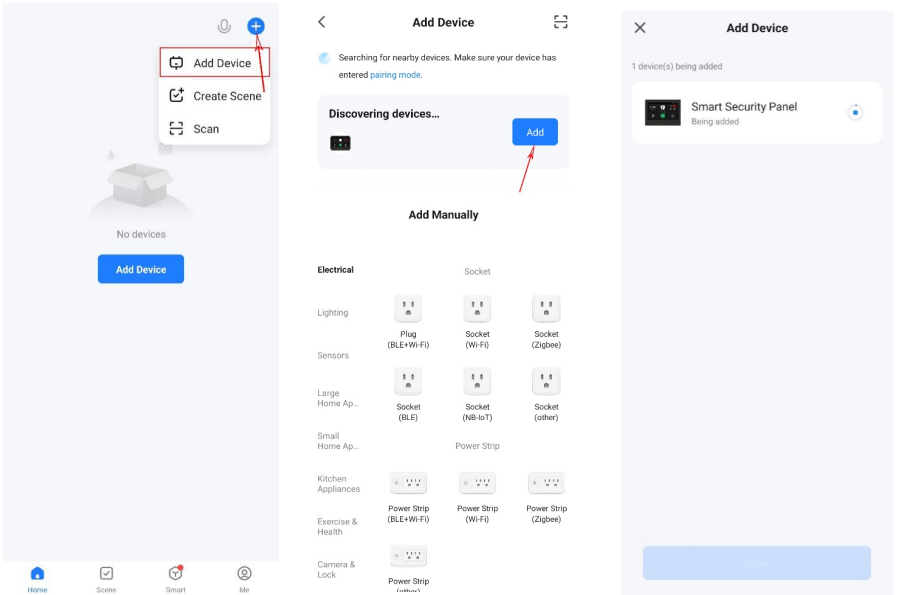 Add Device
Create Scene
Scan
No devices
Add Device
Home
Scene
Smart
Me
Add Device
Searching for nearby devices. Make sure your device has
entered pairing mode.
Discovering devices...
Add
Add Manually
Electrical
Lighting
Sensors
Large
Home Ap...
Small
Home Ap...
Kitchen
Appliances
Exercise &
Health
Camera &
Lock
Socket
Plug
(BLE+Wi-Fi)
Socket
(Wi-Fi)
Socket
(Zigbee)
Socket
(BLE)
Socket
(NB-IoT)
Socket
(other)
Power Strip
Power Strip
(BLE+Wi-Fi)
Power Strip
(Wi-Fi)
Power Strip
(Zigbee)
Power Strip
(other)
Add Device
1 device(s) being added
Smart Security Panel
Being added
Done